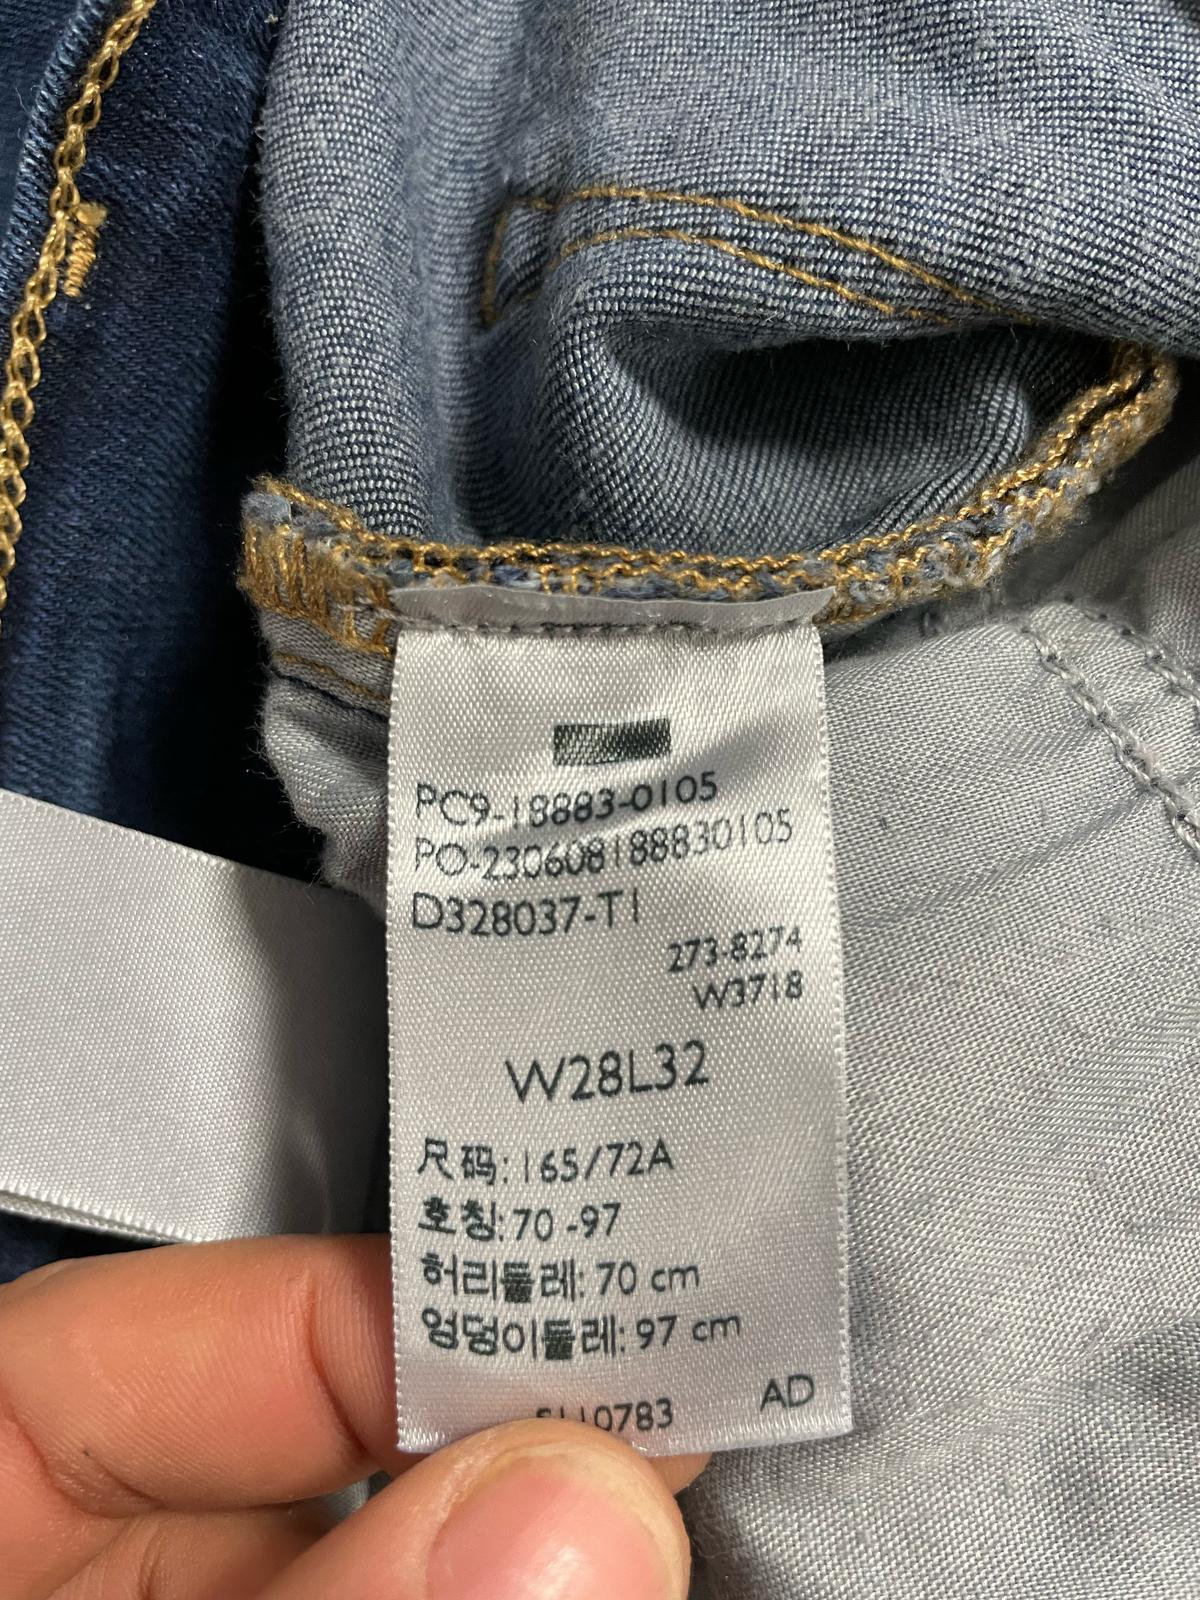 PC9-18883-0105
PO-230608188830105
D328037-T1
273-8274
W3718
W28L32
尺码: 165/72A
호칭: 70 -97
허리둘레: 70 cm
엉덩이둘레: 97 cm
AD